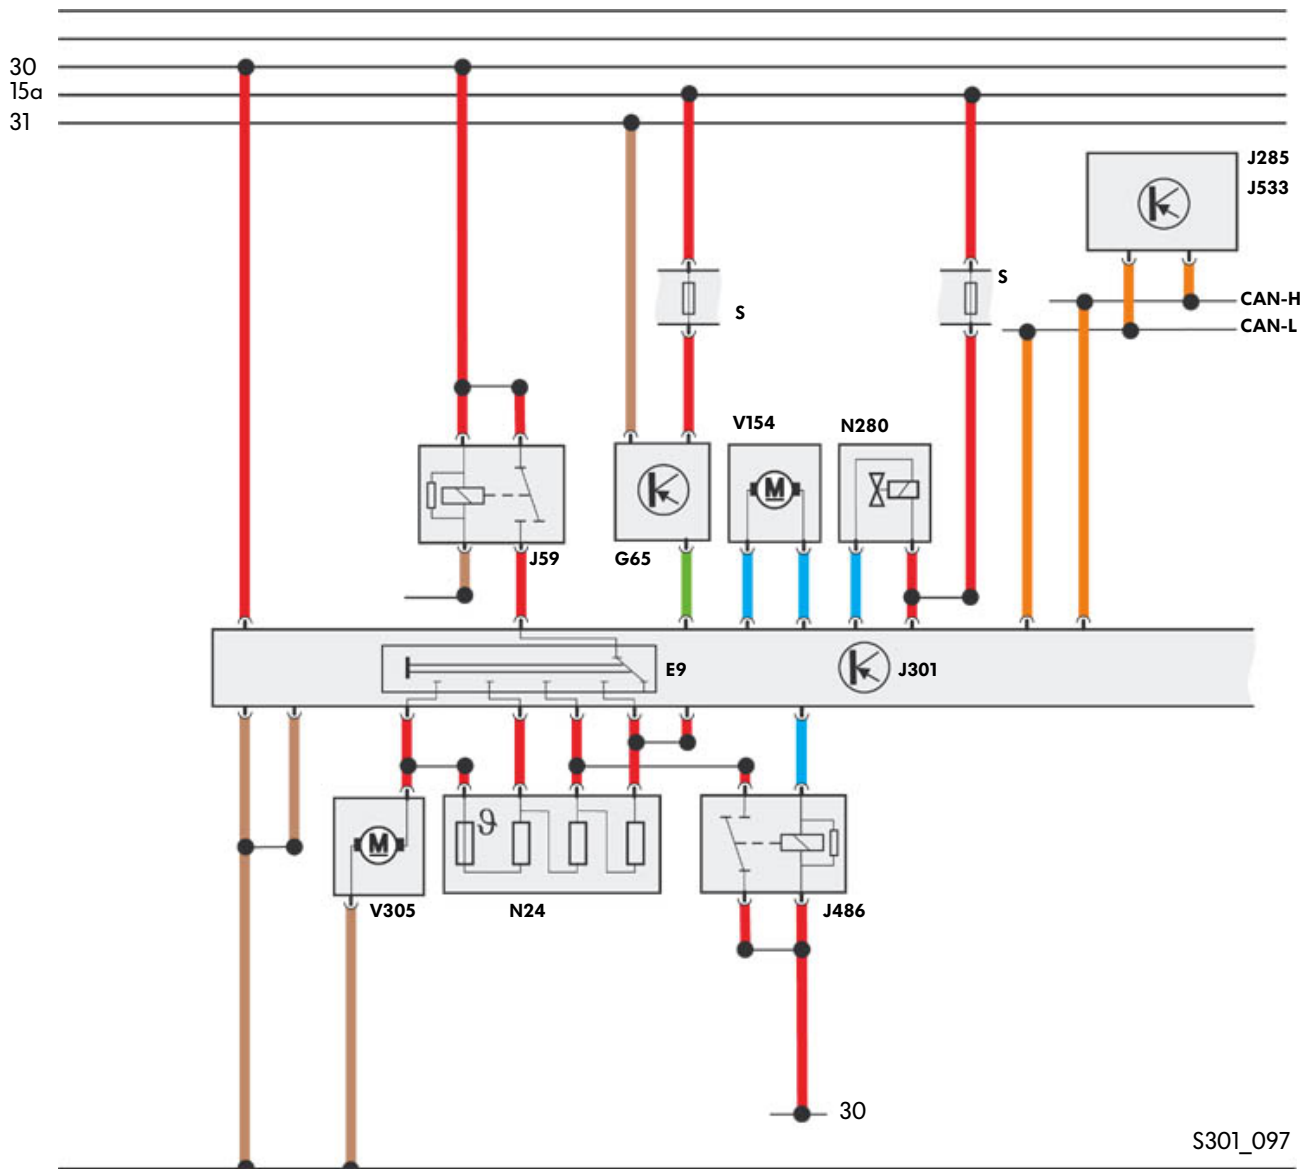 30
15a
31
J285
J533
S
S
CAN-H
CAN-L
V154
N280
M
J59
G65
E9
J301
M
ϑ
V305
N24
J486
30
S301_097